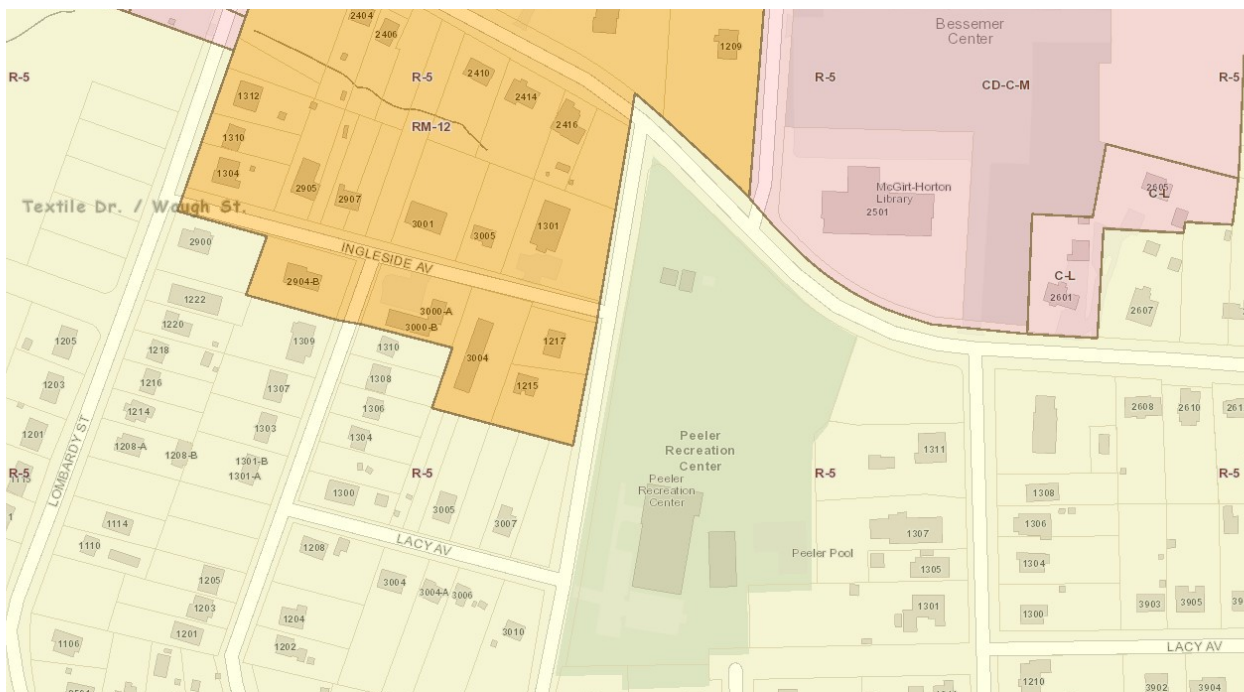 2404
2406
Bessemer
Center
1209
R-5
R-5
R-5
R-5
2410
CD-C-M
1312
2414
RM-12
2416
1310
1304
2905
2907
McGirt-Horton
Library
2501
2605
C-L
Textile Dr. / Waugh St.
3001
1301
3005
2900
INGLESIDE AV
2904-B
C-L
2601
2607
1222
3000-A
3000-B
1220
1205
1309
1310
1217
1218
3004
1203
1216
1307
1308
1215
1214
1306
2608
2610
1201
1303
1304
1208-A
1208-B
Peeler
Recreation
Center
1311
1301-B
1301-A
LOMBARDY ST
R-5
R-5
R-5
R-5
Peeler
Recreation
Center
1300
1308
3005
3007
1114
1306
1307
LACY AV
1110
1208
Peeler Pool
1304
1305
1205
3004
3004-A
3006
1203
1301
3903
3905
1204
1300
1201
3010
1106
1202
LACY AV
1210
3902
3904